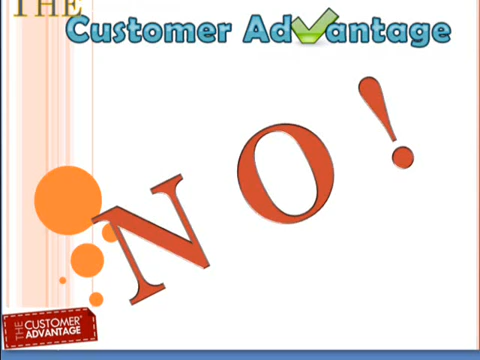 THE
Customer Advantage
NO!
THE
CUSTOMER
ADVANTAGE